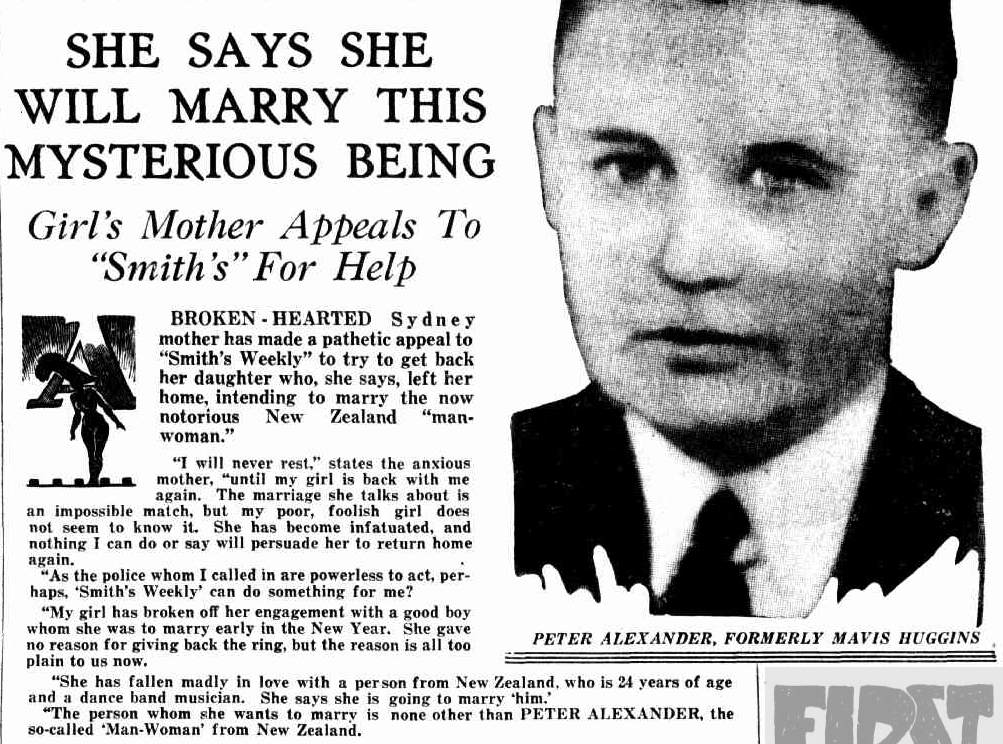 SHE SAYS SHE
WILL MARRY THIS
MYSTERIOUS BEING
Girl's Mother Appeals To
"Smith's" For Help
A
BROKEN-HEARTED Sydney
mother has made a pathetic appeal to
"Smith's Weekly" to try to get back
her daughter who, she says, left her
home, intending to marry the now
notorious New Zealand "man-
woman."
"I will never rest," states the anxious
mother, "until my girl is back with me
again. The marriage she talks about is
an impossible match, but my poor, foolish girl does
not seem to know it. She has become infatuated, and
nothing I can do or say will persuade her to return home
again.
"As the police whom I called in are powerless to act, per-
haps, 'Smith's Weekly' can do something for me?
"My girl has broken off her engagement with a good boy
whom she was to marry early in the New Year. She gave
no reason for giving back the ring, but the reason is all too
plain to us now.
"She has fallen madly in love with a person from New Zealand, who is 24 years of age
and a dance band musician. She says she is going to marry 'him.'
"The person whom she wants to marry is none other than PETER ALEXANDER, the
so-called 'Man-Woman' from New Zealand.
PETER ALEXANDER, FORMERLY MAVIS HUGGINS
FIRST